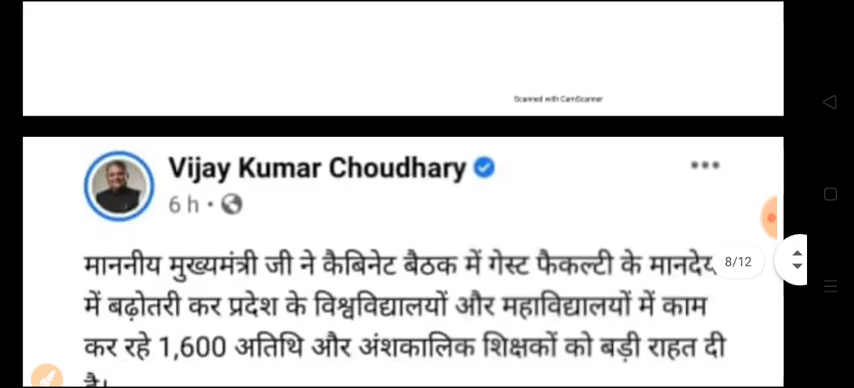 Scanned with CamScanner
Vijay Kumar Choudhary
6 h ·
माननीय मुख्यमंत्री जी ने कैबिनेट बैठक में गेस्ट फैकल्टी के मानदेय
8/12
में बढ़ोतरी कर प्रदेश के विश्वविद्यालयों और महाविद्यालयों में काम
कर रहे 1,600 अतिथि और अंशकालिक शिक्षकों को बड़ी राहत दी
है।